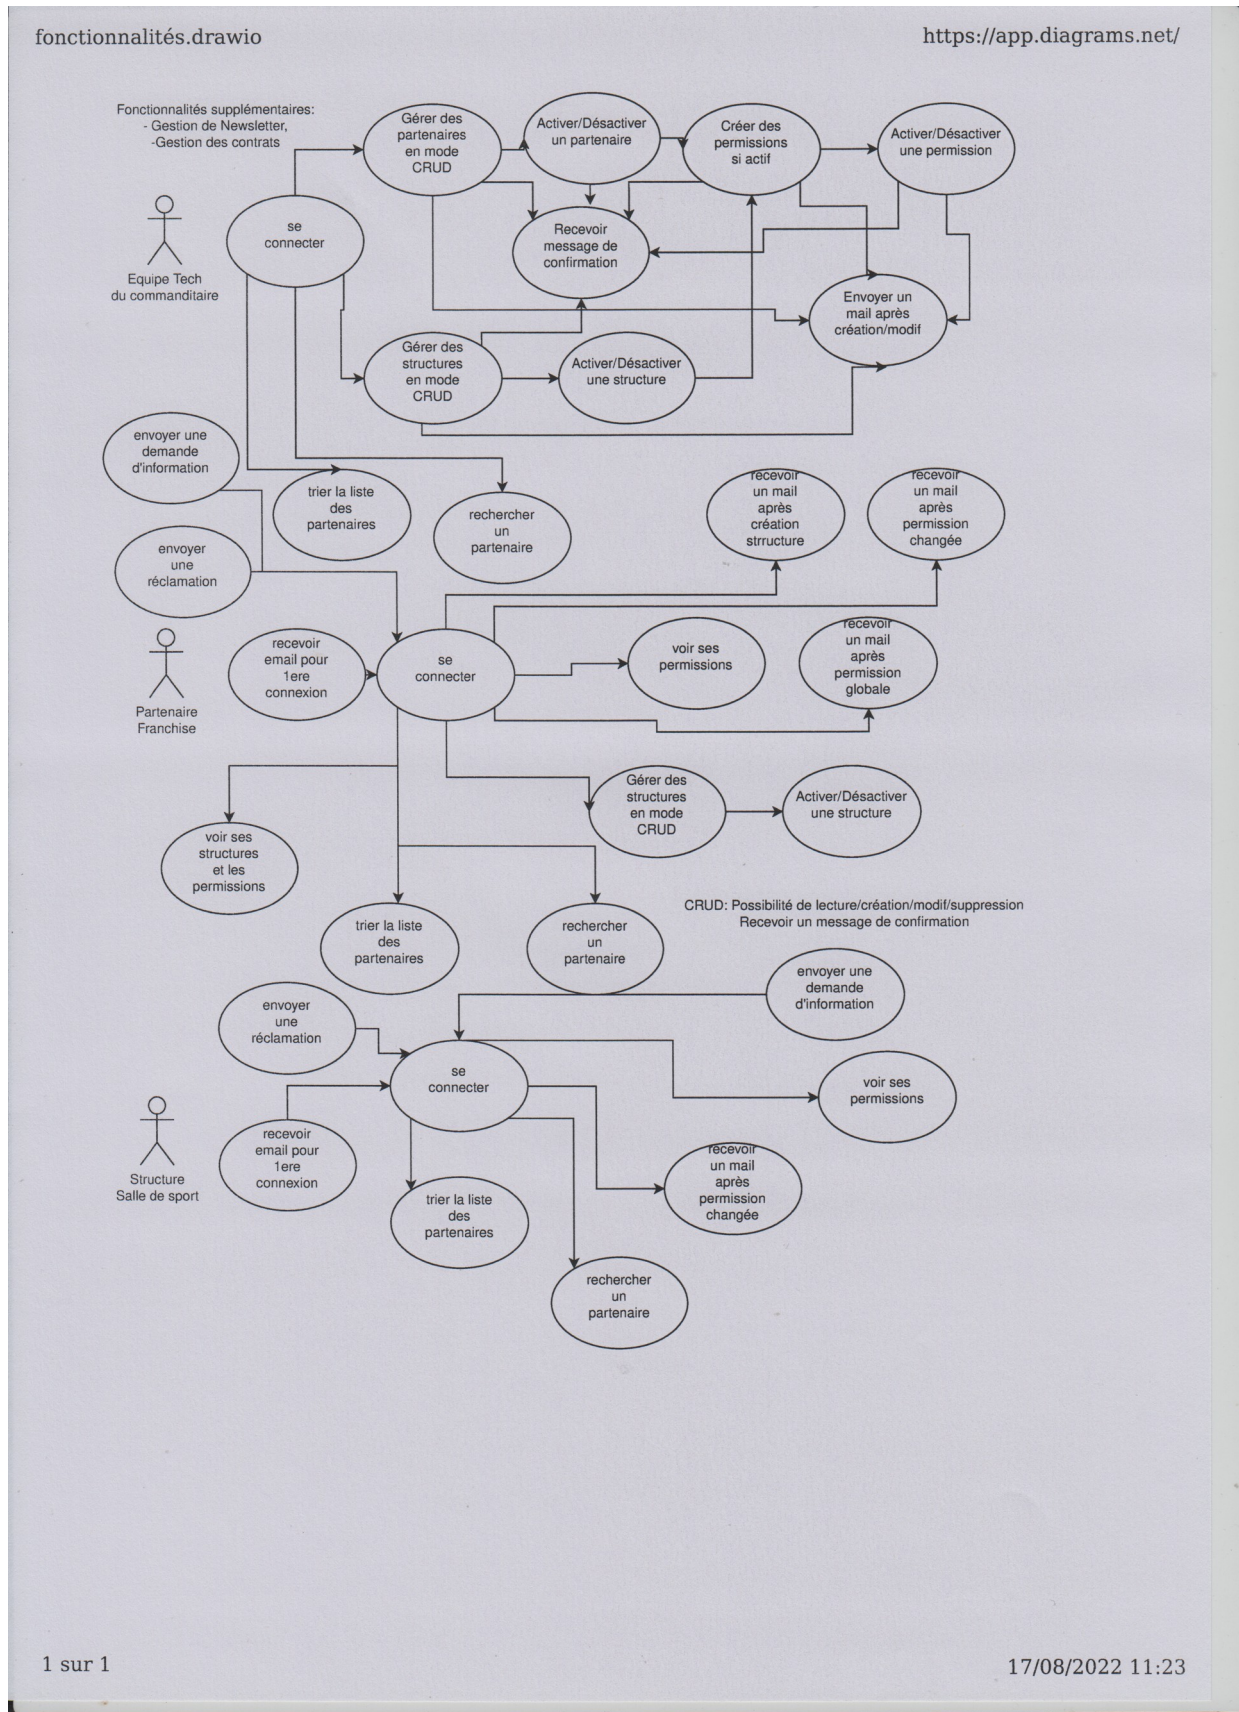 fonctionnalités.drawio
https://app.diagrams.net/
Fonctionalités supplémentaires:
- Gestion de Newsletter,
-Gestion des contrats
Gérer des
partenaires
en mode
CRUD
Activer/Désactiver
un partenaire
Créer des
permissions
si actif
Activer/Désactiver
une permission
se
connecter
Recevoir
message de
confirmation
Equipe Tech
du commanditaire
Envoyer un
mail après
création/modif
Gérer des
structures
en mode
CRUD
Activer/Désactiver
une structure
envoyer une
demande
d'information
trier la liste
des
partenaires
rechercher
un
partenaire
recevoir
un mail
après
création
strructure
recevoir
un mail
après
permission
changée
envoyer
une
réclamation
recevoir
email pour
1ere
connexion
se
connecter
voir ses
permissions
recevoir
un mail
après
permission
globale
Partenaire
Franchise
Gérer des
structures
en mode
CRUD
Activer/Désactiver
une structure
voir ses
structures
et les
permissions
trier la liste
des
partenaires
rechercher
un
partenaire
CRUD: Possibilité de lecture/création/modif/suppression
Recevoir un message de confirmation
envoyer une
demande
d'information
envoyer
une
réclamation
se
connecter
voir ses
permissions
recevoir
email pour
1ere
connexion
Structure
Salle de sport
recevoir
un mail
après
permission
changée
trier la liste
des
partenaires
rechercher
un
partenaire
1 sur 1
17/08/2022 11:23